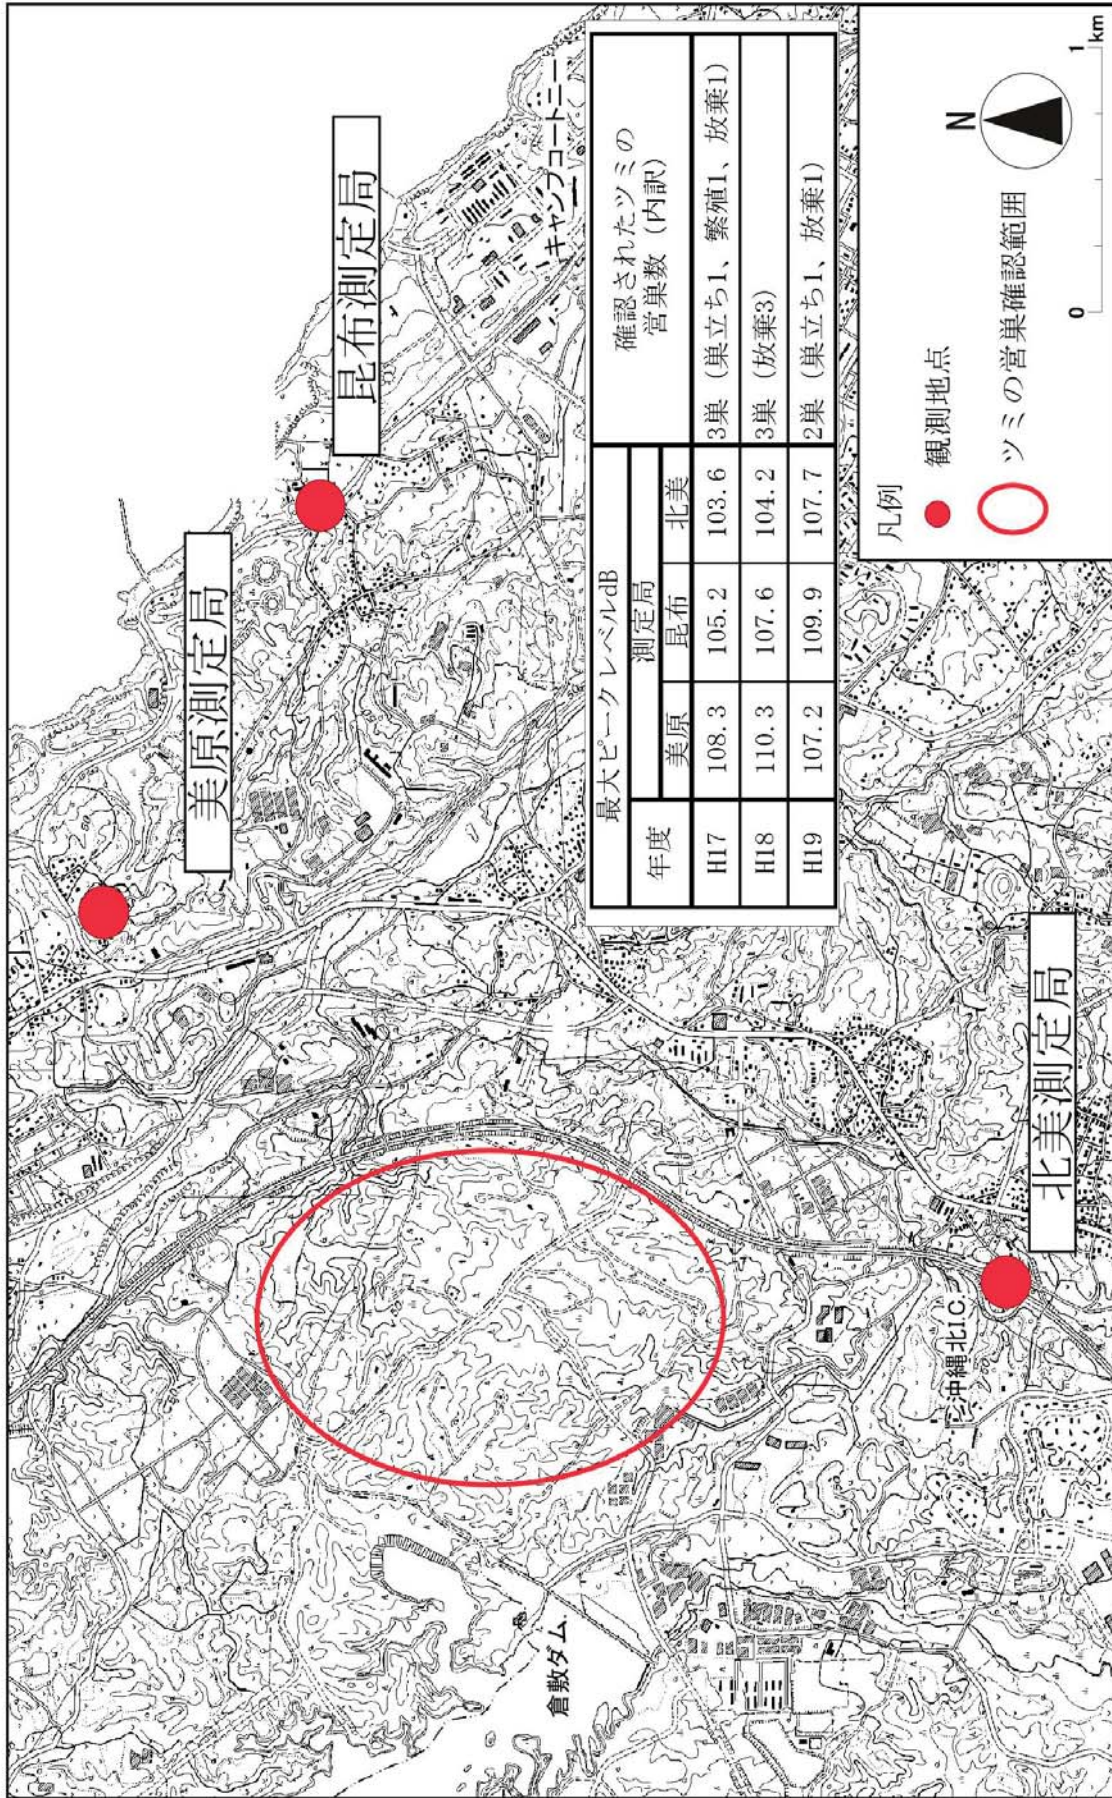 美原測定局
昆布測定局
キャンプコートニー
倉敷ダム
沖縄北I.C.
北美測定局
最大ピークレベルdB
確認されたツミの
営巣数（内訳）
年度
測定局
美原
昆布
北美
H17 108.3 105.2 103.6 3巣（巣立ち1、繁殖1、放棄1）
H18 110.3 107.6 104.2 3巣（放棄3）
H19 107.2 109.9 107.7 2巣（巣立ち1、放棄1）
凡例
観測地点
ツミの営巣確認範囲
N
0 1
km